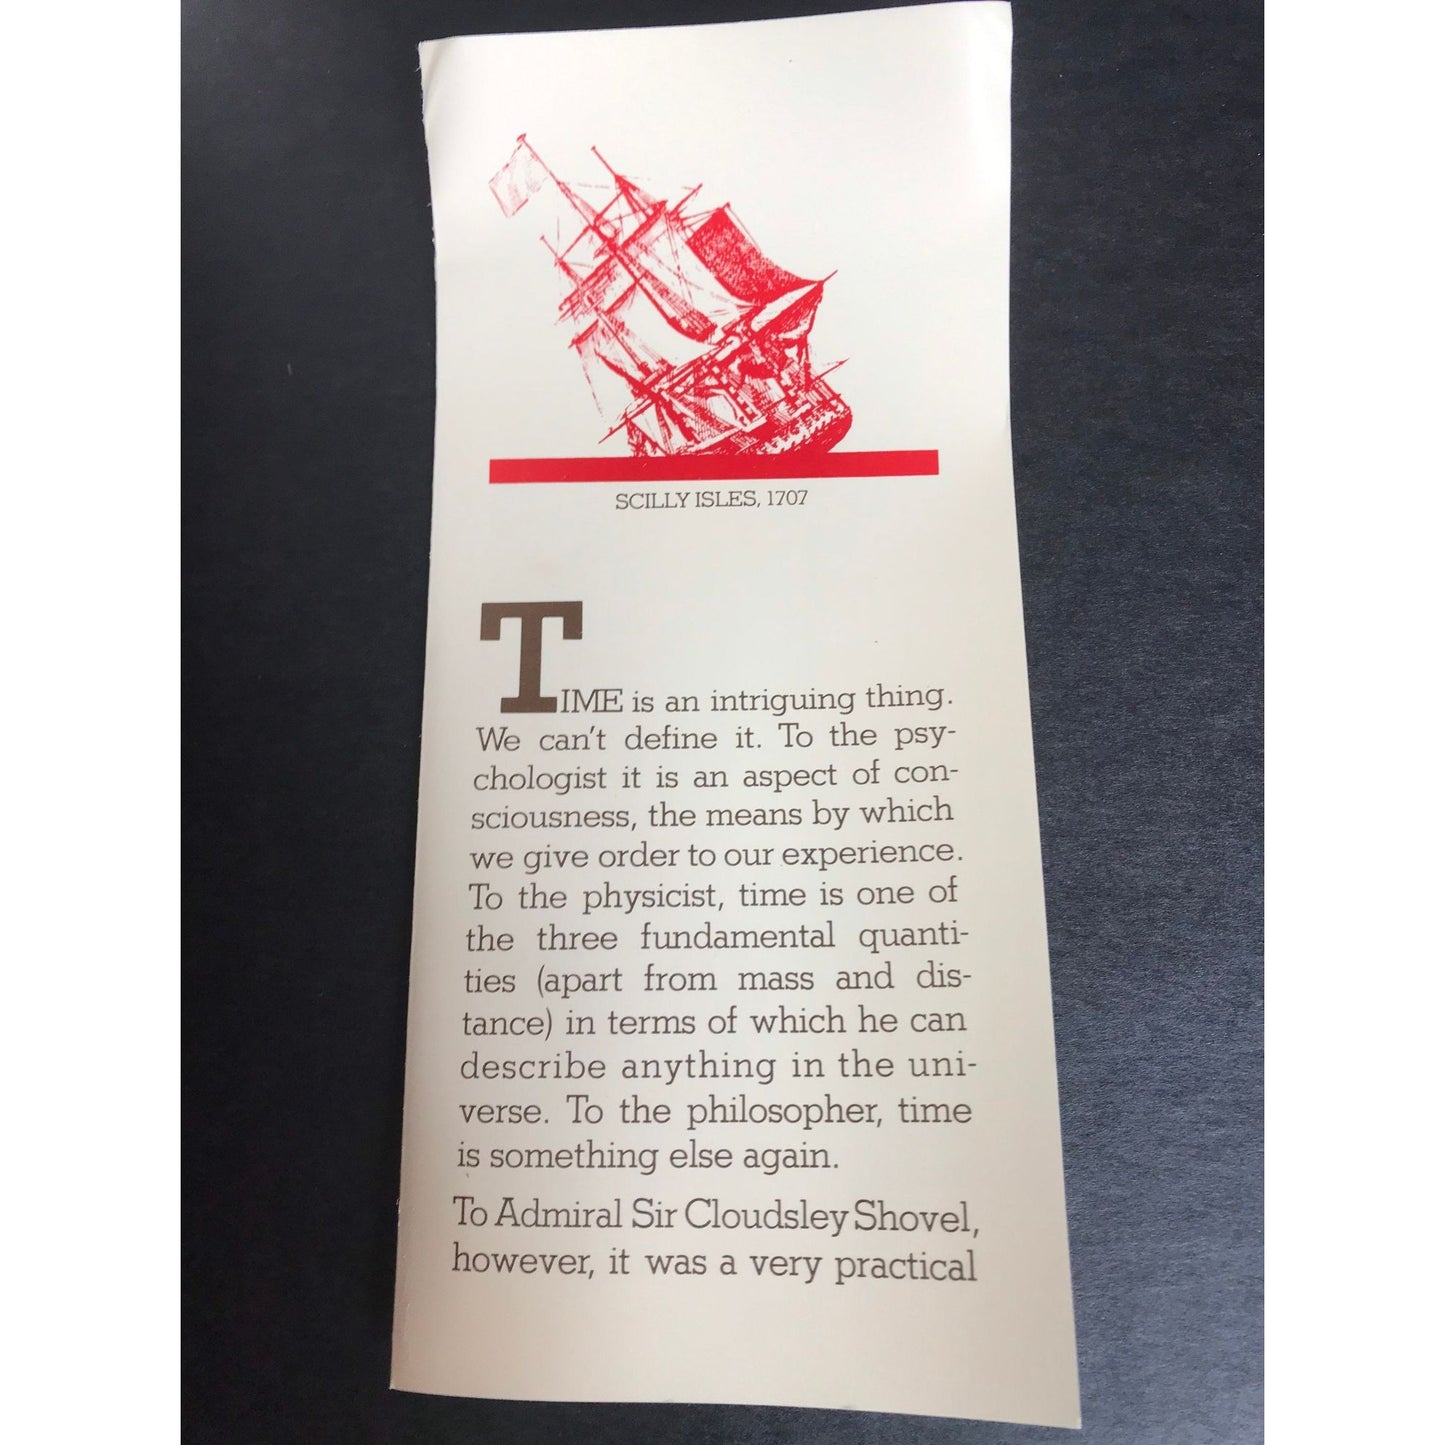 SCILLY ISLES, 1707
TIME is an intriguing thing.
We can't define it. To the psy-
chologist it is an aspect of con-
sciousness, the means by which
we give order to our experience.
To the physicist, time is one of
the three fundamental quanti-
ties (apart from mass and dis-
tance) in terms of which he can
describe anything in the uni-
verse. To the philosopher, time
is something else again.
To Admiral Sir Cloudsley Shovel,
however, it was a very practical